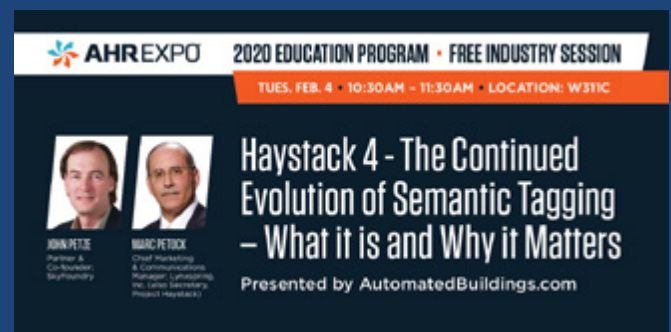 AHREXPO
2020 EDUCATION PROGRAM • FREE INDUSTRY SESSION
TUES. FEB. 4 • 10:30AM – 11:30AM • LOCATION: W311C
Haystack 4 - The Continued
Evolution of Semantic Tagging
– What it is and Why it Matters
Presented by AutomatedBuildings.com
JOHN PETZE
Partner &
Co-founder:
SkyFoundry
MARC PETOCK
Chief Marketing
& Communications
Manager: Lynxspring,
Inc. (also Secretary,
Project Haystack)